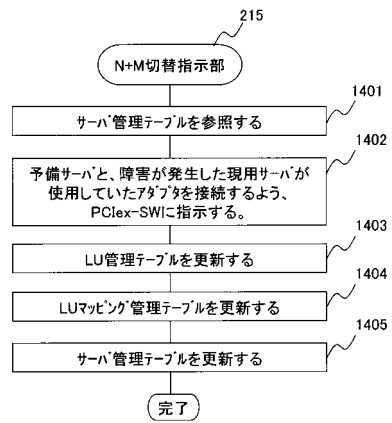 215
N+M切替指示部
1401
サーバ管理テーブルを参照する
1402
予備サーバと、障害が発生した現用サーバが
使用していたアダプタを接続するよう、
PCIex-SWに指示する。
1403
LU管理テーブルを更新する
1404
LUマッピング管理テーブルを更新する
1405
サーバ管理テーブルを更新する
完了